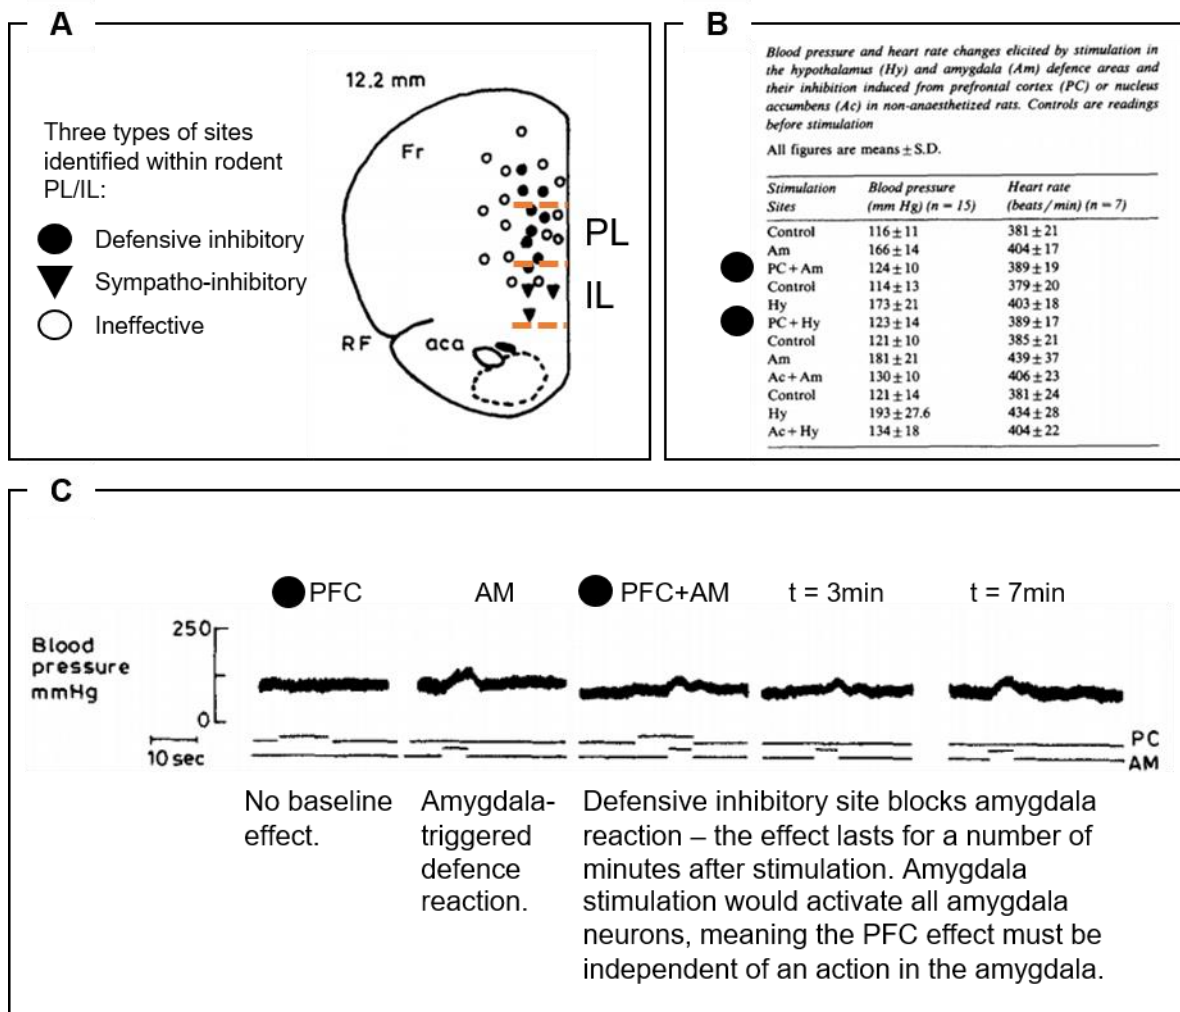 A
12.2 mm
Three types of sites
identified within rodent
PL/IL:
Defensive inhibitory
Sympatho-inhibitory
Ineffective
Fr
PL
IL
RF
aca
B
Blood pressure and heart rate changes elicited by stimulation in
the hypothalamus (Hy) and amygdala (Am) defence areas and
their inhibition induced from prefrontal cortex (PC) or nucleus
accumbens (Ac) in non-anaesthetized rats. Controls are readings
before stimulation
All figures are means ± S.D.
Stimulation Blood pressure Heart rate
Sites (mm Hg) (n = 15) (beats/min) (n = 7)
Control 116 ± 11 381 ± 21
Am 166 ± 14 404 ± 17
PC + Am 124 ± 10 389 ± 19
Control 114 ± 13 379 ± 20
Hy 173 ± 21 403 ± 18
PC + Hy 123 ± 14 389 ± 17
Control 121 ± 10 385 ± 21
Am 181 ± 21 439 ± 37
Ac + Am 130 ± 10 406 ± 23
Control 121 ± 14 381 ± 24
Hy 193 ± 27.6 434 ± 28
Ac + Hy 134 ± 18 404 ± 22
C
PFC AM PFC+AM t = 3min t = 7min
Blood
pressure
mmHg
250
0
10 sec
PC
AM
No baseline
effect.
Amygdala-
triggered
defence
reaction.
Defensive inhibitory site blocks amygdala
reaction – the effect lasts for a number of
minutes after stimulation. Amygdala
stimulation would activate all amygdala
neurons, meaning the PFC effect must be
independent of an action in the amygdala.